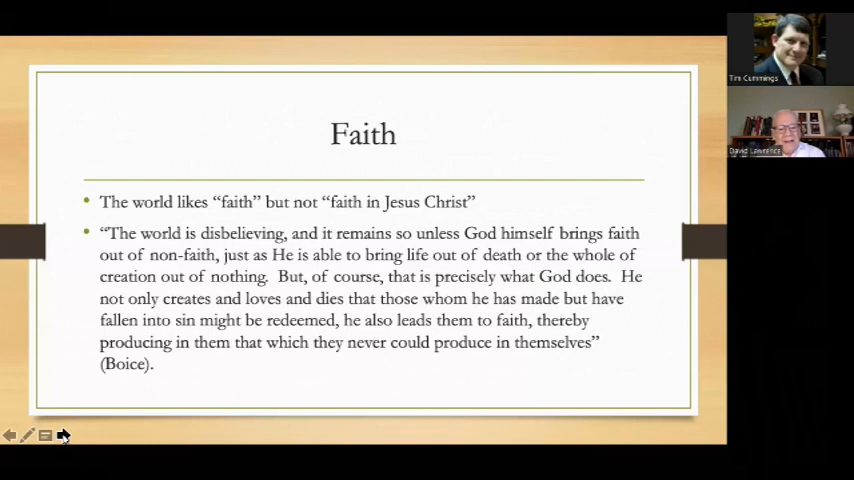 Faith
• The world likes “faith” but not “faith in Jesus Christ”
• “The world is disbelieving, and it remains so unless God himself brings faith
out of non-faith, just as He is able to bring life out of death or the whole of
creation out of nothing. But, of course, that is precisely what God does. He
not only creates and loves and dies that those whom he has made but have
fallen into sin might be redeemed, he also leads them to faith, thereby
producing in them that which they never could produce in themselves”
(Boice).
Tim Cummings
David Lawrence